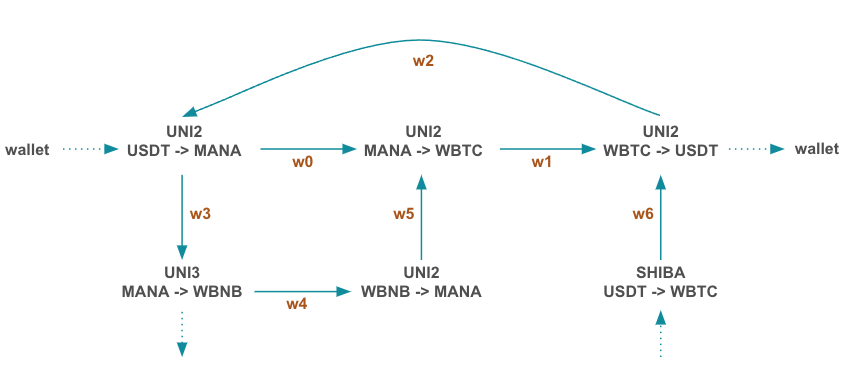 w2
UNI2
USDT -> MANA
UNI2
MANA -> WBTC
UNI2
WBTC -> USDT
wallet
w0
w1
wallet
w3
w5
w6
UNI3
MANA -> WBNB
UNI2
WBNB -> MANA
SHIBA
USDT -> WBTC
w4